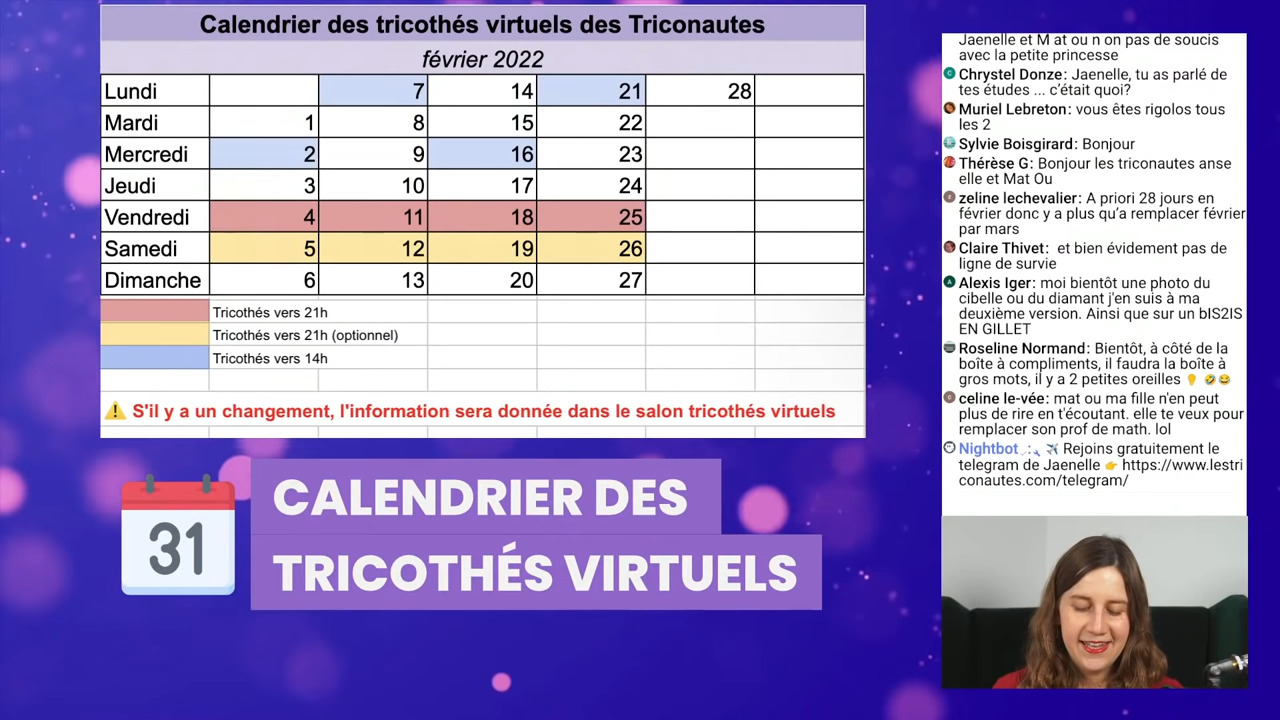 Calendrier des tricothés virtuels des Triconautes
février 2022
Lundi 7 14 21 28
Mardi 1 8 15 22
Mercredi 2 9 16 23
Jeudi 3 10 17 24
Vendredi 4 11 18 25
Samedi 5 12 19 26
Dimanche 6 13 20 27
Tricothés vers 21h
Tricothés vers 21h (optionnel)
Tricothés vers 14h
⚠️ S'il y a un changement, l'information sera donnée dans le salon tricothés virtuels
31
CALENDRIER DES
TRICOTHÉS VIRTUELS
Jaenelle et M at ou n on pas de soucis
avec la petite princesse
Chrystel Donze: Jaenelle, tu as parlé de
tes études ... c’était quoi?
Muriel Lebreton: vous êtes rigolos tous
les 2
Sylvie Boisgirard: Bonjour
Thérèse G: Bonjour les triconautes anse
elle et Mat Ou
zeline lechevalier: A priori 28 jours en
février donc y a plus qu’a remplacer février
par mars
Claire Thivet: et bien évidement pas de
ligne de survie
Alexis Iger: moi bientôt une photo du
cibelle ou du diamant j'en suis à ma
deuxième version. Ainsi que sur un bIS2IS
EN GILLET
Roseline Normand: Bientôt, à côté de la
boîte à compliments, il faudra la boîte à
gros mots, il y a 2 petites oreilles 👂 🤣😂
celine le-vée: mat ou ma fille n'en peut
plus de rire en t'écoutant. elle te veux pour
remplacer son prof de math. lol
Nightbot ✈️ Rejoins gratuitement le
telegram de Jaenelle 👉 https://www.lestri
conautes.com/telegram/